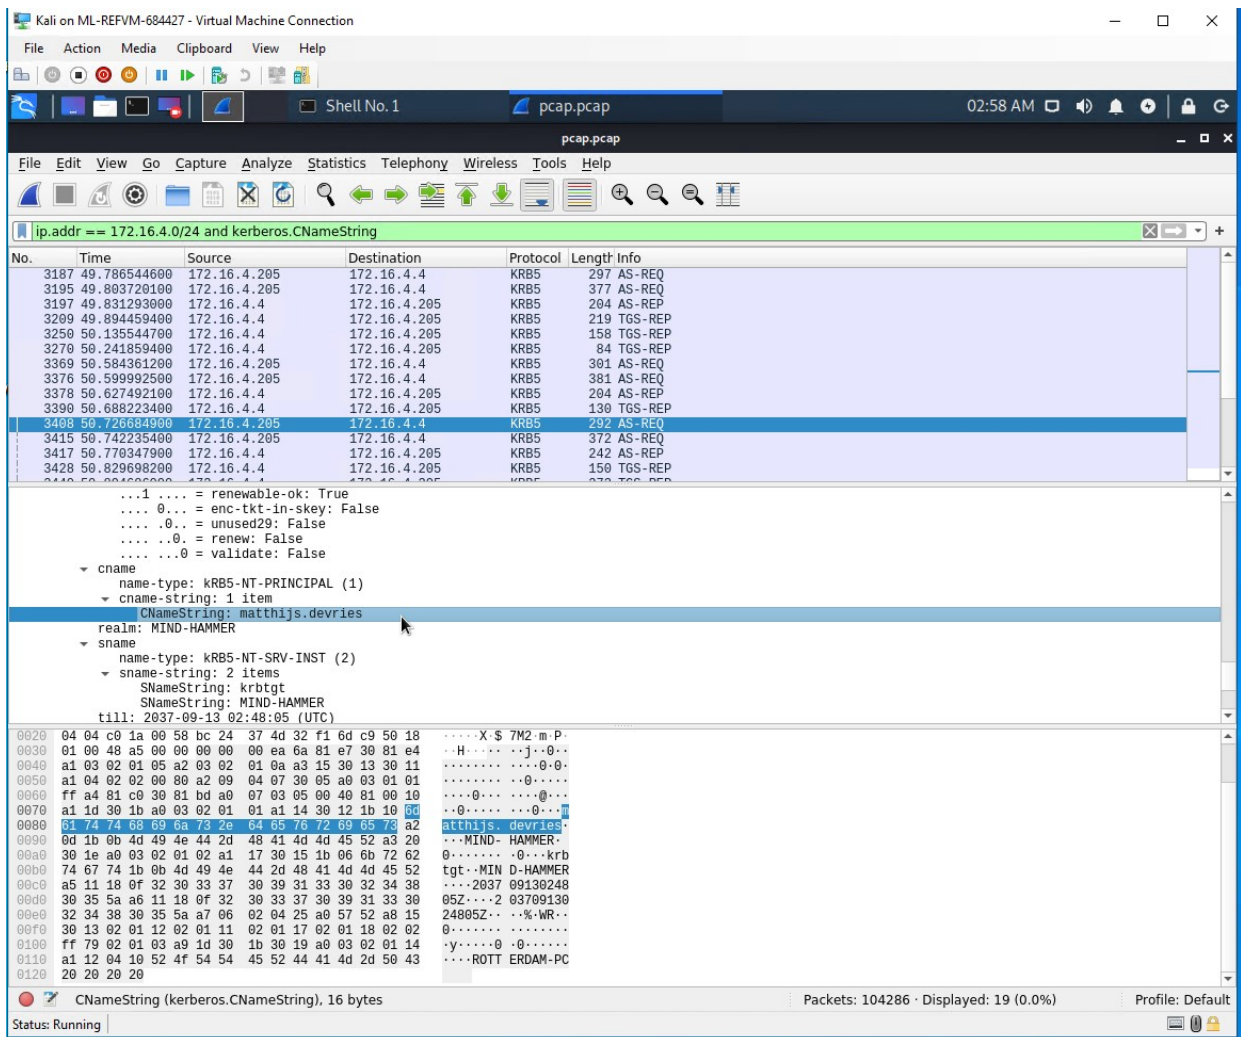 Kali on ML-REFVM-684427 - Virtual Machine Connection
File Action Media Clipboard View Help
Shell No. 1 pcap.pcap 02:58 AM
pcap.pcap
File Edit View Go Capture Analyze Statistics Telephony Wireless Tools Help
ip.addr == 172.16.4.0/24 and kerberos.CNameString
No. Time Source Destination Protocol Length Info
3187 49.786544600 172.16.4.205 172.16.4.4 KRB5 297 AS-REQ
3195 49.803720100 172.16.4.205 172.16.4.4 KRB5 377 AS-REQ
3197 49.831293000 172.16.4.4 172.16.4.205 KRB5 204 AS-REP
3209 49.894459400 172.16.4.4 172.16.4.205 KRB5 219 TGS-REP
3250 50.135544700 172.16.4.4 172.16.4.205 KRB5 158 TGS-REP
3270 50.241859400 172.16.4.4 172.16.4.205 KRB5 84 TGS-REP
3369 50.584361200 172.16.4.205 172.16.4.4 KRB5 301 AS-REQ
3376 50.599992500 172.16.4.205 172.16.4.4 KRB5 381 AS-REQ
3378 50.627492100 172.16.4.4 172.16.4.205 KRB5 204 AS-REP
3390 50.688223400 172.16.4.4 172.16.4.205 KRB5 130 TGS-REP
3408 50.726684900 172.16.4.205 172.16.4.4 KRB5 292 AS-REQ
3415 50.742235400 172.16.4.205 172.16.4.4 KRB5 372 AS-REQ
3417 50.770347900 172.16.4.4 172.16.4.205 KRB5 242 AS-REP
3428 50.829698200 172.16.4.4 172.16.4.205 KRB5 150 TGS-REP
...1 .... = renewable-ok: True
.... 0... = enc-tkt-in-skey: False
.... .0.. = unused29: False
.... ..0. = renew: False
.... ...0 = validate: False
cname
name-type: kRB5-NT-PRINCIPAL (1)
cname-string: 1 item
CNameString: matthijs.devries
realm: MIND-HAMMER
sname
name-type: kRB5-NT-SRV-INST (2)
sname-string: 2 items
SNameString: krbtgt
SNameString: MIND-HAMMER
till: 2037-09-13 02:48:05 (UTC)
0020 04 04 c0 1a 00 58 bc 24 37 4d 32 f1 6d c9 50 18 ·····X·$ 7M2·m·P·
0030 01 00 48 a5 00 00 00 00 00 ea 6a 81 e7 30 81 e4 ··H····· ··j··0··
0040 a1 03 02 01 05 a2 03 02 01 0a a3 15 30 13 30 11 ········ ····0·0·
0050 a1 04 02 02 00 80 a2 09 04 07 30 05 a0 03 01 01 ········ ··0·····
0060 ff a4 81 c0 30 81 bd a0 07 03 05 00 40 81 00 10 ····0··· ····@···
0070 a1 1d 30 1b a0 03 02 01 01 a1 14 30 12 1b 10 6d ··0····· ···0···m
0080 61 74 74 68 69 6a 73 2e 64 65 76 72 69 65 73 a2 atthijs. devries·
0090 0d 1b 0b 4d 49 4e 44 2d 48 41 4d 4d 45 52 a3 20 ···MIND- HAMMER·
00a0 30 1e a0 03 02 01 02 a1 17 30 15 1b 06 6b 72 62 0······· ·0···krb
00b0 74 67 74 1b 0b 4d 49 4e 44 2d 48 41 4d 4d 45 52 tgt··MIN D-HAMMER
00c0 a5 11 18 0f 32 30 33 37 30 39 31 33 30 32 34 38 ····2037 09130248
00d0 30 35 5a a6 11 18 0f 32 30 33 37 30 39 31 33 30 05Z····2 03709130
00e0 32 34 38 30 35 5a a7 06 02 04 25 a0 57 52 a8 15 24805Z·· ··%·WR··
00f0 30 13 02 01 12 02 01 11 02 01 17 02 01 18 02 02 0······· ········
0100 ff 79 02 01 03 a9 1d 30 1b 30 19 a0 03 02 01 14 ·y·····0 ·0······
0110 a1 12 04 10 52 4f 54 54 45 52 44 41 4d 2d 50 43 ····ROTT ERDAM-PC
0120 20 20 20 20
CNameString (kerberos.CNameString), 16 bytes Packets: 104286 · Displayed: 19 (0.0%) Profile: Default
Status: Running